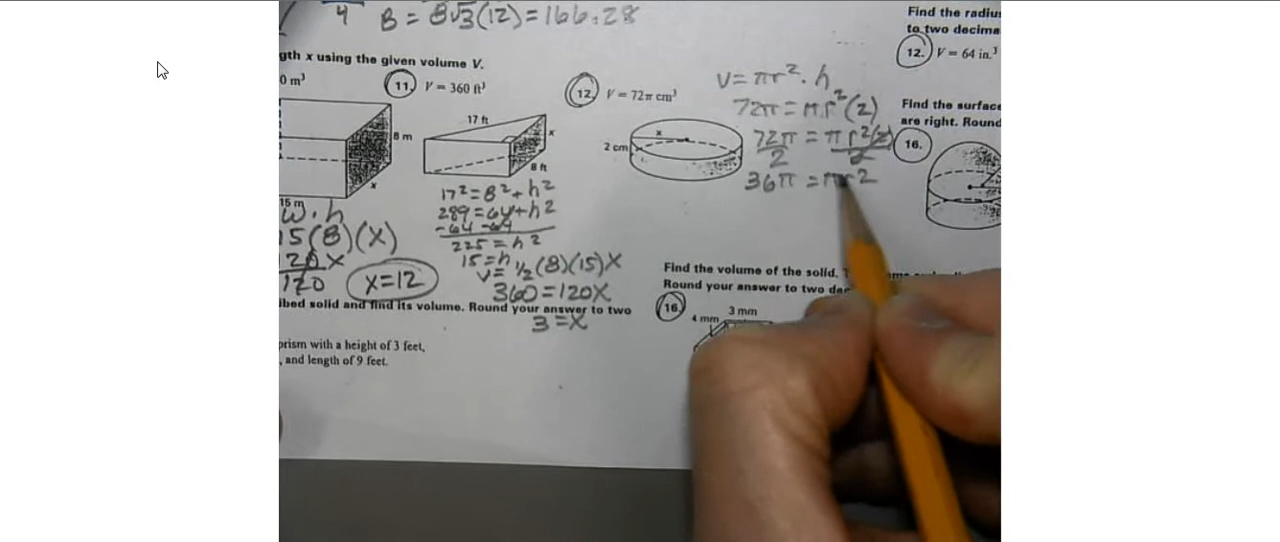 4
B = 8√3(12) = 166.28
gth x using the given volume V.
0 m³
11. V = 360 ft³
8 m
x
15 m
W · h
15(8)(X)
120X
120
X=12
17 ft
x
8 ft
17² = 8² + h²
289 = 64 + h²
-64 -64
225 = h²
15 = h
V = 1/2 (8)(15)X
360 = 120X
3 = X
12. V = 72π cm³
x
2 cm
V = πr² · h
72π = πr²(2)
72π = πr²(2)
2 2
36π = πr2
ibed solid and find its volume. Round your answer to two
prism with a height of 3 feet,
, and length of 9 feet.
Find the volume of the solid.
Round your answer to two de
16.
3 mm
4 mm
Find the radius
to two decima
12. V = 64 in.³
Find the surface
are right. Round
16.